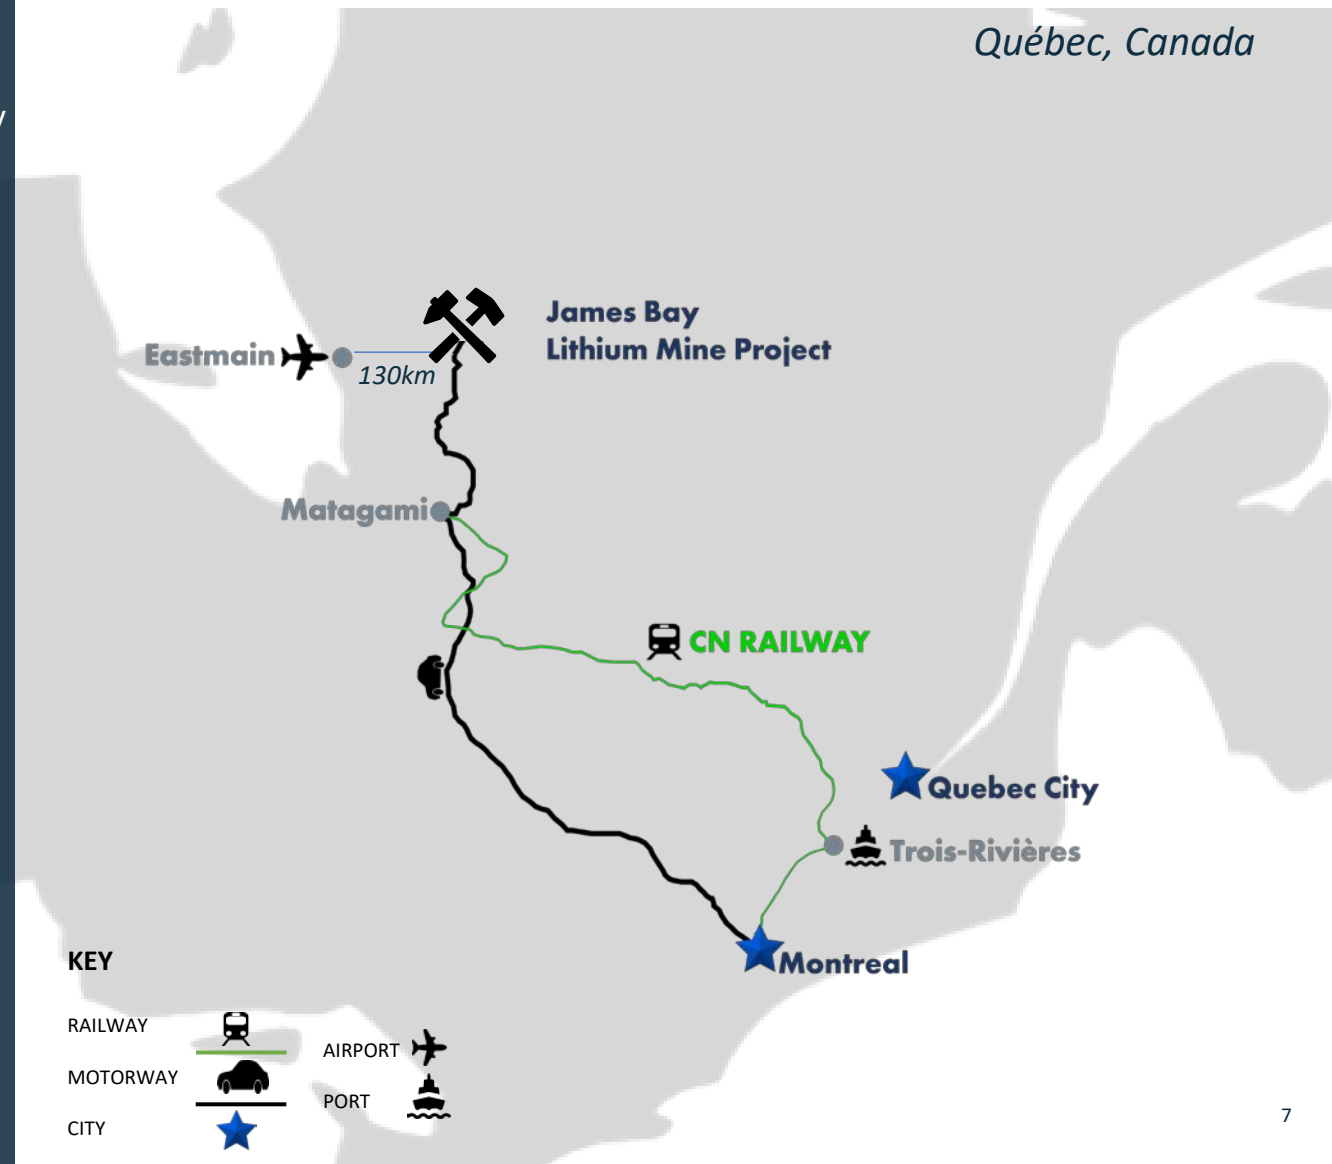 Québec, Canada
James Bay
Lithium Mine Project
Eastmain
130km
Matagami
CN RAILWAY
Quebec City
Trois-Rivières
Montreal
KEY
RAILWAY
AIRPORT
MOTORWAY
PORT
CITY
7